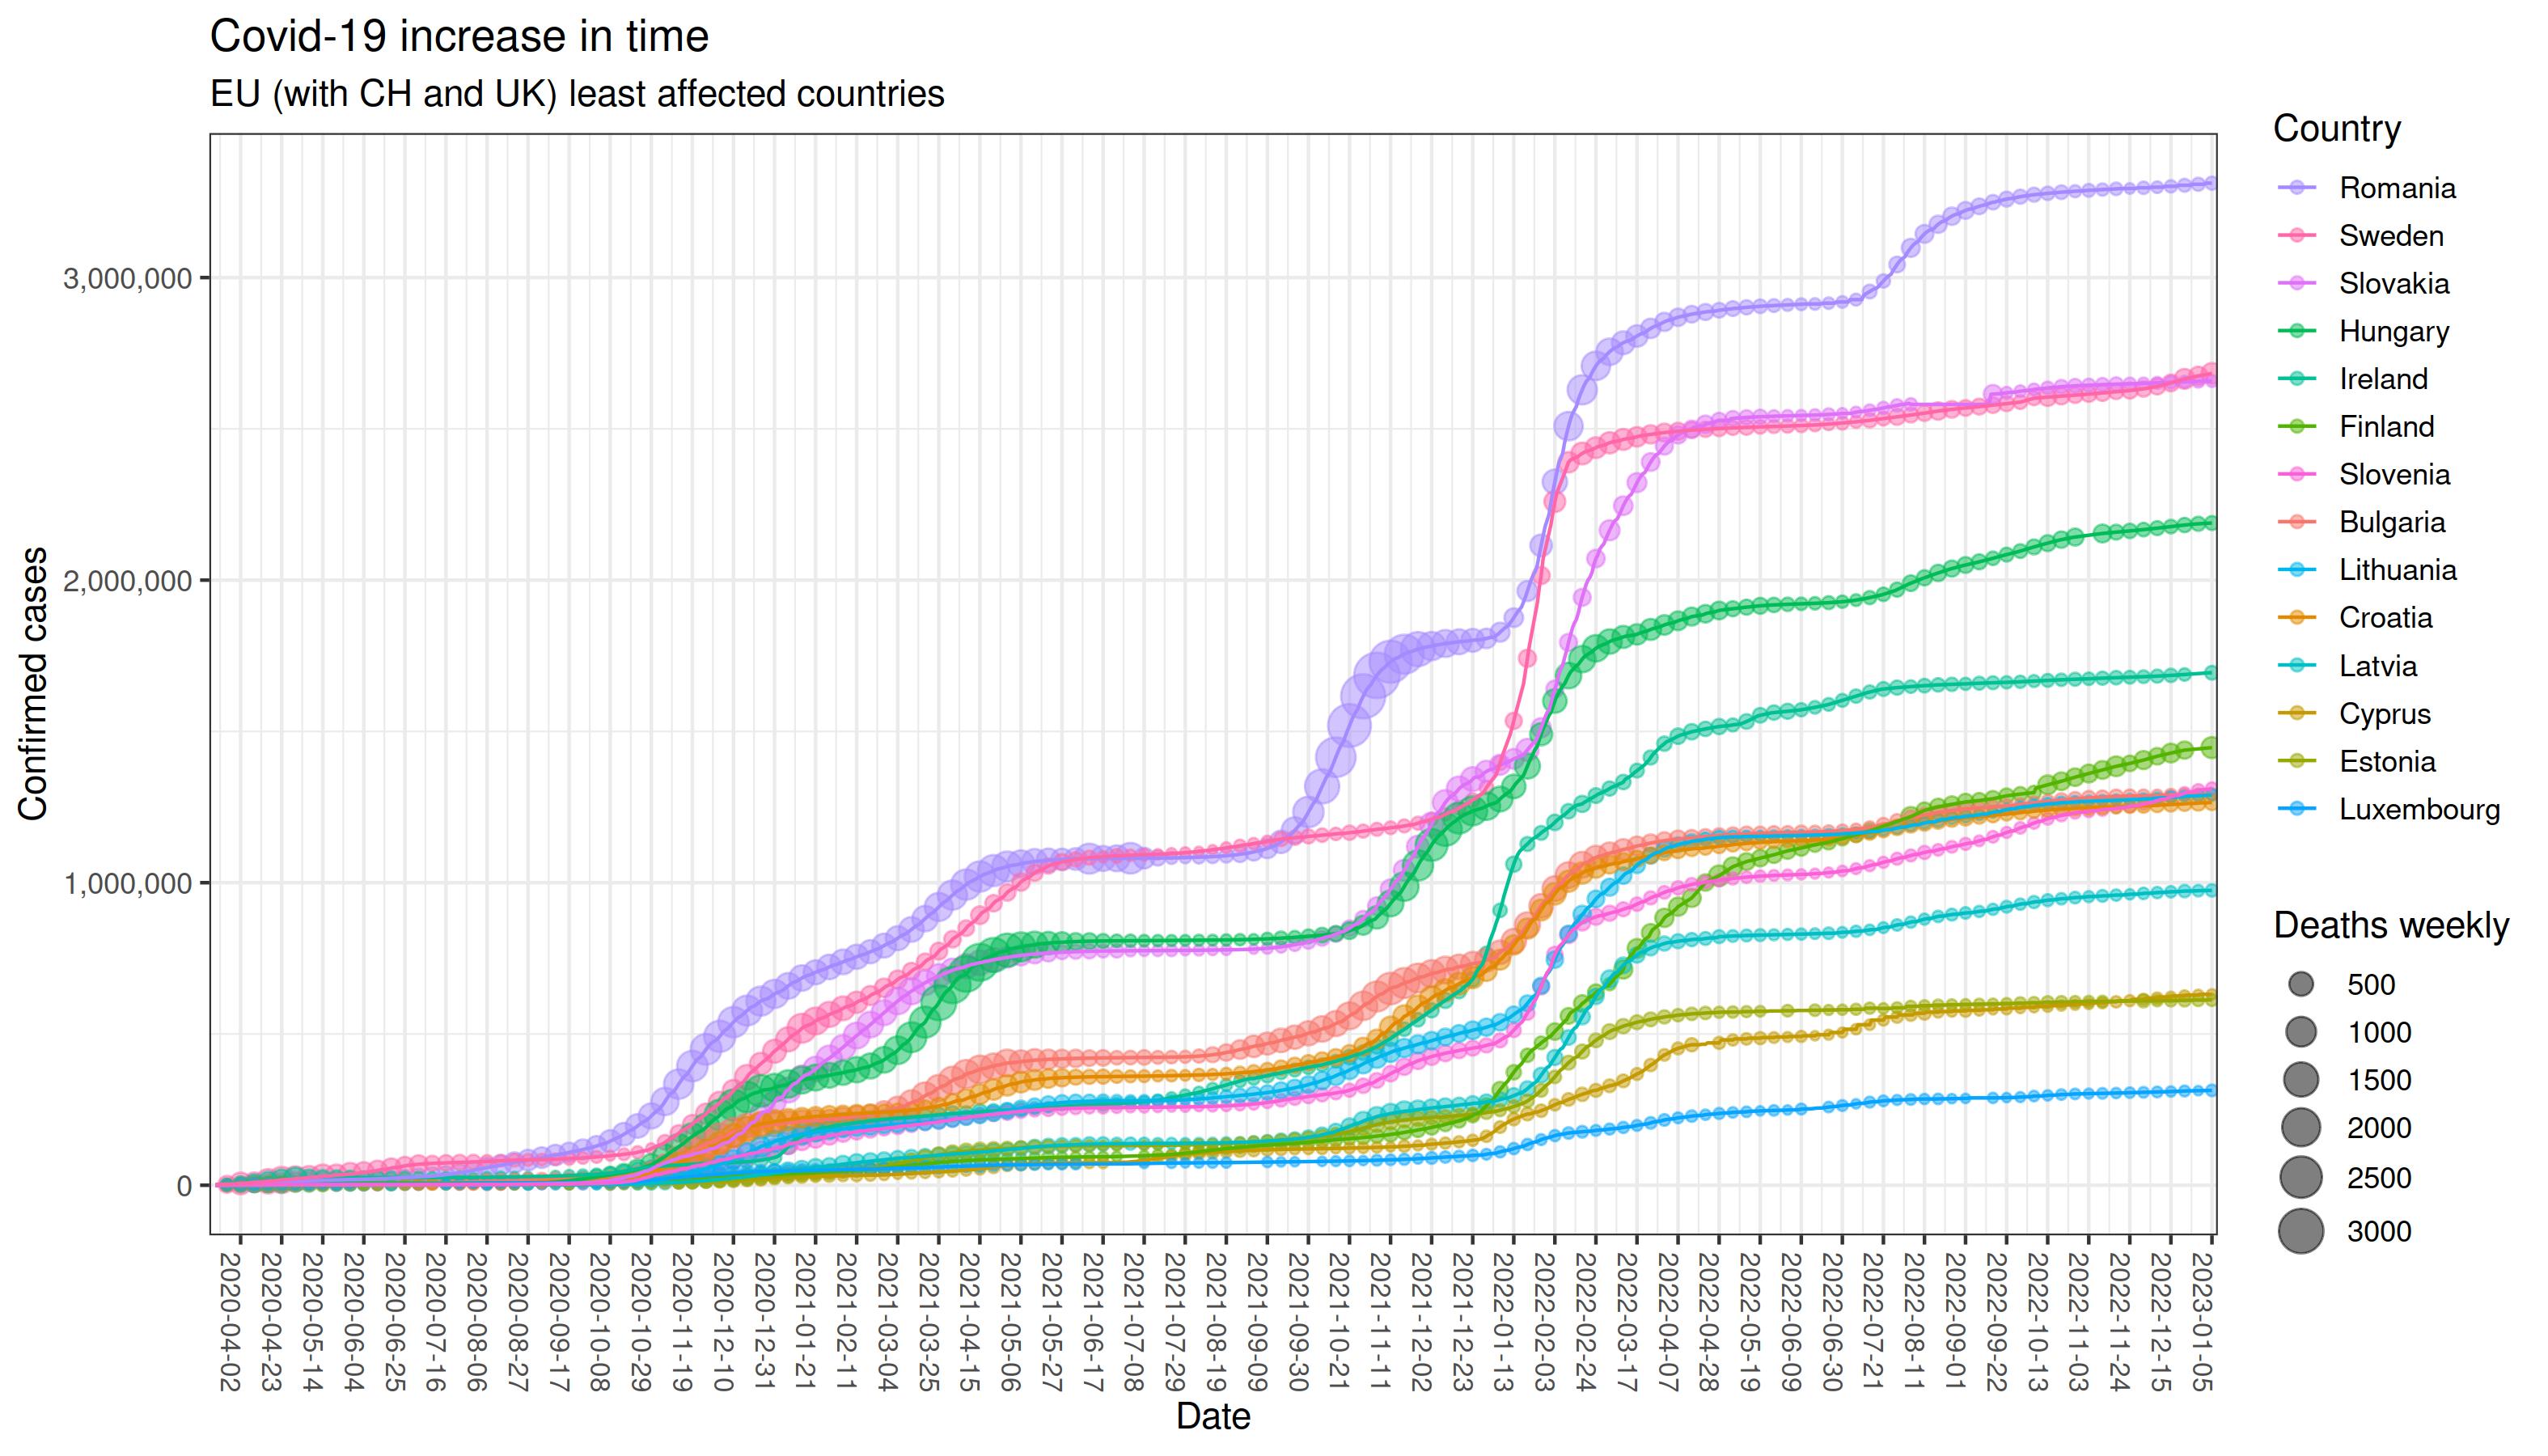 Covid-19 increase in time
EU (with CH and UK) least affected countries
Confirmed cases
3,000,000
2,000,000
1,000,000
0
2020-04-02
2020-04-23
2020-05-14
2020-06-04
2020-06-25
2020-07-16
2020-08-06
2020-08-27
2020-09-17
2020-10-08
2020-10-29
2020-11-19
2020-12-10
2020-12-31
2021-01-21
2021-02-11
2021-03-04
2021-03-25
2021-04-15
2021-05-06
2021-05-27
2021-06-17
2021-07-08
2021-07-29
2021-08-19
2021-09-09
2021-09-30
2021-10-21
2021-11-11
2021-12-02
2021-12-23
2022-01-13
2022-02-03
2022-02-24
2022-03-17
2022-04-07
2022-04-28
2022-05-19
2022-06-09
2022-06-30
2022-07-21
2022-08-11
2022-09-01
2022-09-22
2022-10-13
2022-11-03
2022-11-24
2022-12-15
2023-01-05
Date
Country
Romania
Sweden
Slovakia
Hungary
Ireland
Finland
Slovenia
Bulgaria
Lithuania
Croatia
Latvia
Cyprus
Estonia
Luxembourg
Deaths weekly
500
1000
1500
2000
2500
3000